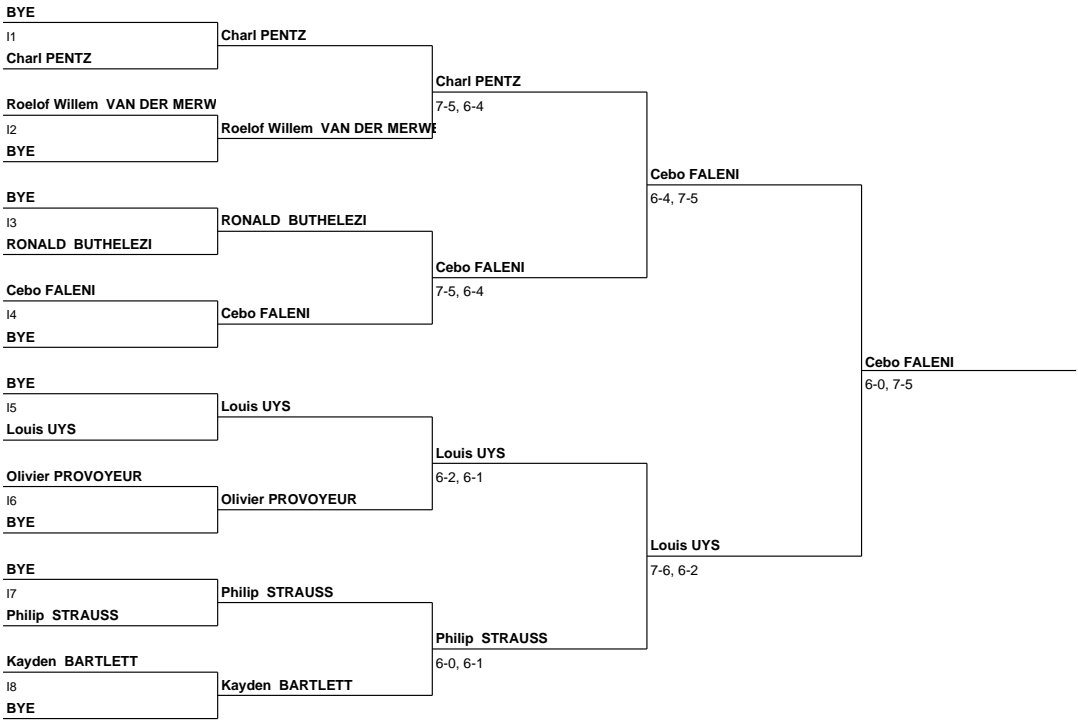 BYE
I1
Charl PENTZ
Charl PENTZ
Roelof Willem  VAN DER MERW
I2
BYE
Roelof Willem  VAN DER MERWE
Charl PENTZ
7-5, 6-4
BYE
I3
RONALD  BUTHELEZI
RONALD  BUTHELEZI
Cebo FALENI
I4
BYE
Cebo FALENI
Cebo FALENI
7-5, 6-4
Cebo FALENI
6-4, 7-5
BYE
I5
Louis UYS
Louis UYS
Olivier PROVOYEUR
I6
BYE
Olivier PROVOYEUR
Louis UYS
6-2, 6-1
BYE
I7
Philip  STRAUSS
Philip  STRAUSS
Kayden  BARTLETT
I8
BYE
Kayden  BARTLETT
Philip  STRAUSS
6-0, 6-1
Louis UYS
7-6, 6-2
Cebo FALENI
6-0, 7-5